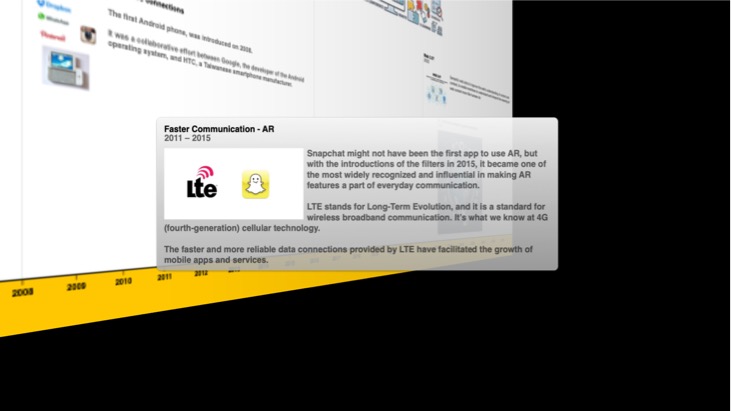 Dropbox
WhatsApp
connections
The first Android phone, was introduced on 2008.
It was a collaborative effort between Google, the developer of the Android
operating system, and HTC, a Taiwanese smartphone manufacturer.
Faster Communication - AR
2011 – 2015
Lte
Snapchat might not have been the first app to use AR, but
with the introductions of the filters in 2015, it became one of
the most widely recognized and influential in making AR
features a part of everyday communication.
LTE stands for Long-Term Evolution, and it is a standard for
wireless broadband communication. It's what we know at 4G
(fourth-generation) cellular technology.
The faster and more reliable data connections provided by LTE have facilitated the growth of
mobile apps and services.
2008
2009
2010
2011
2012